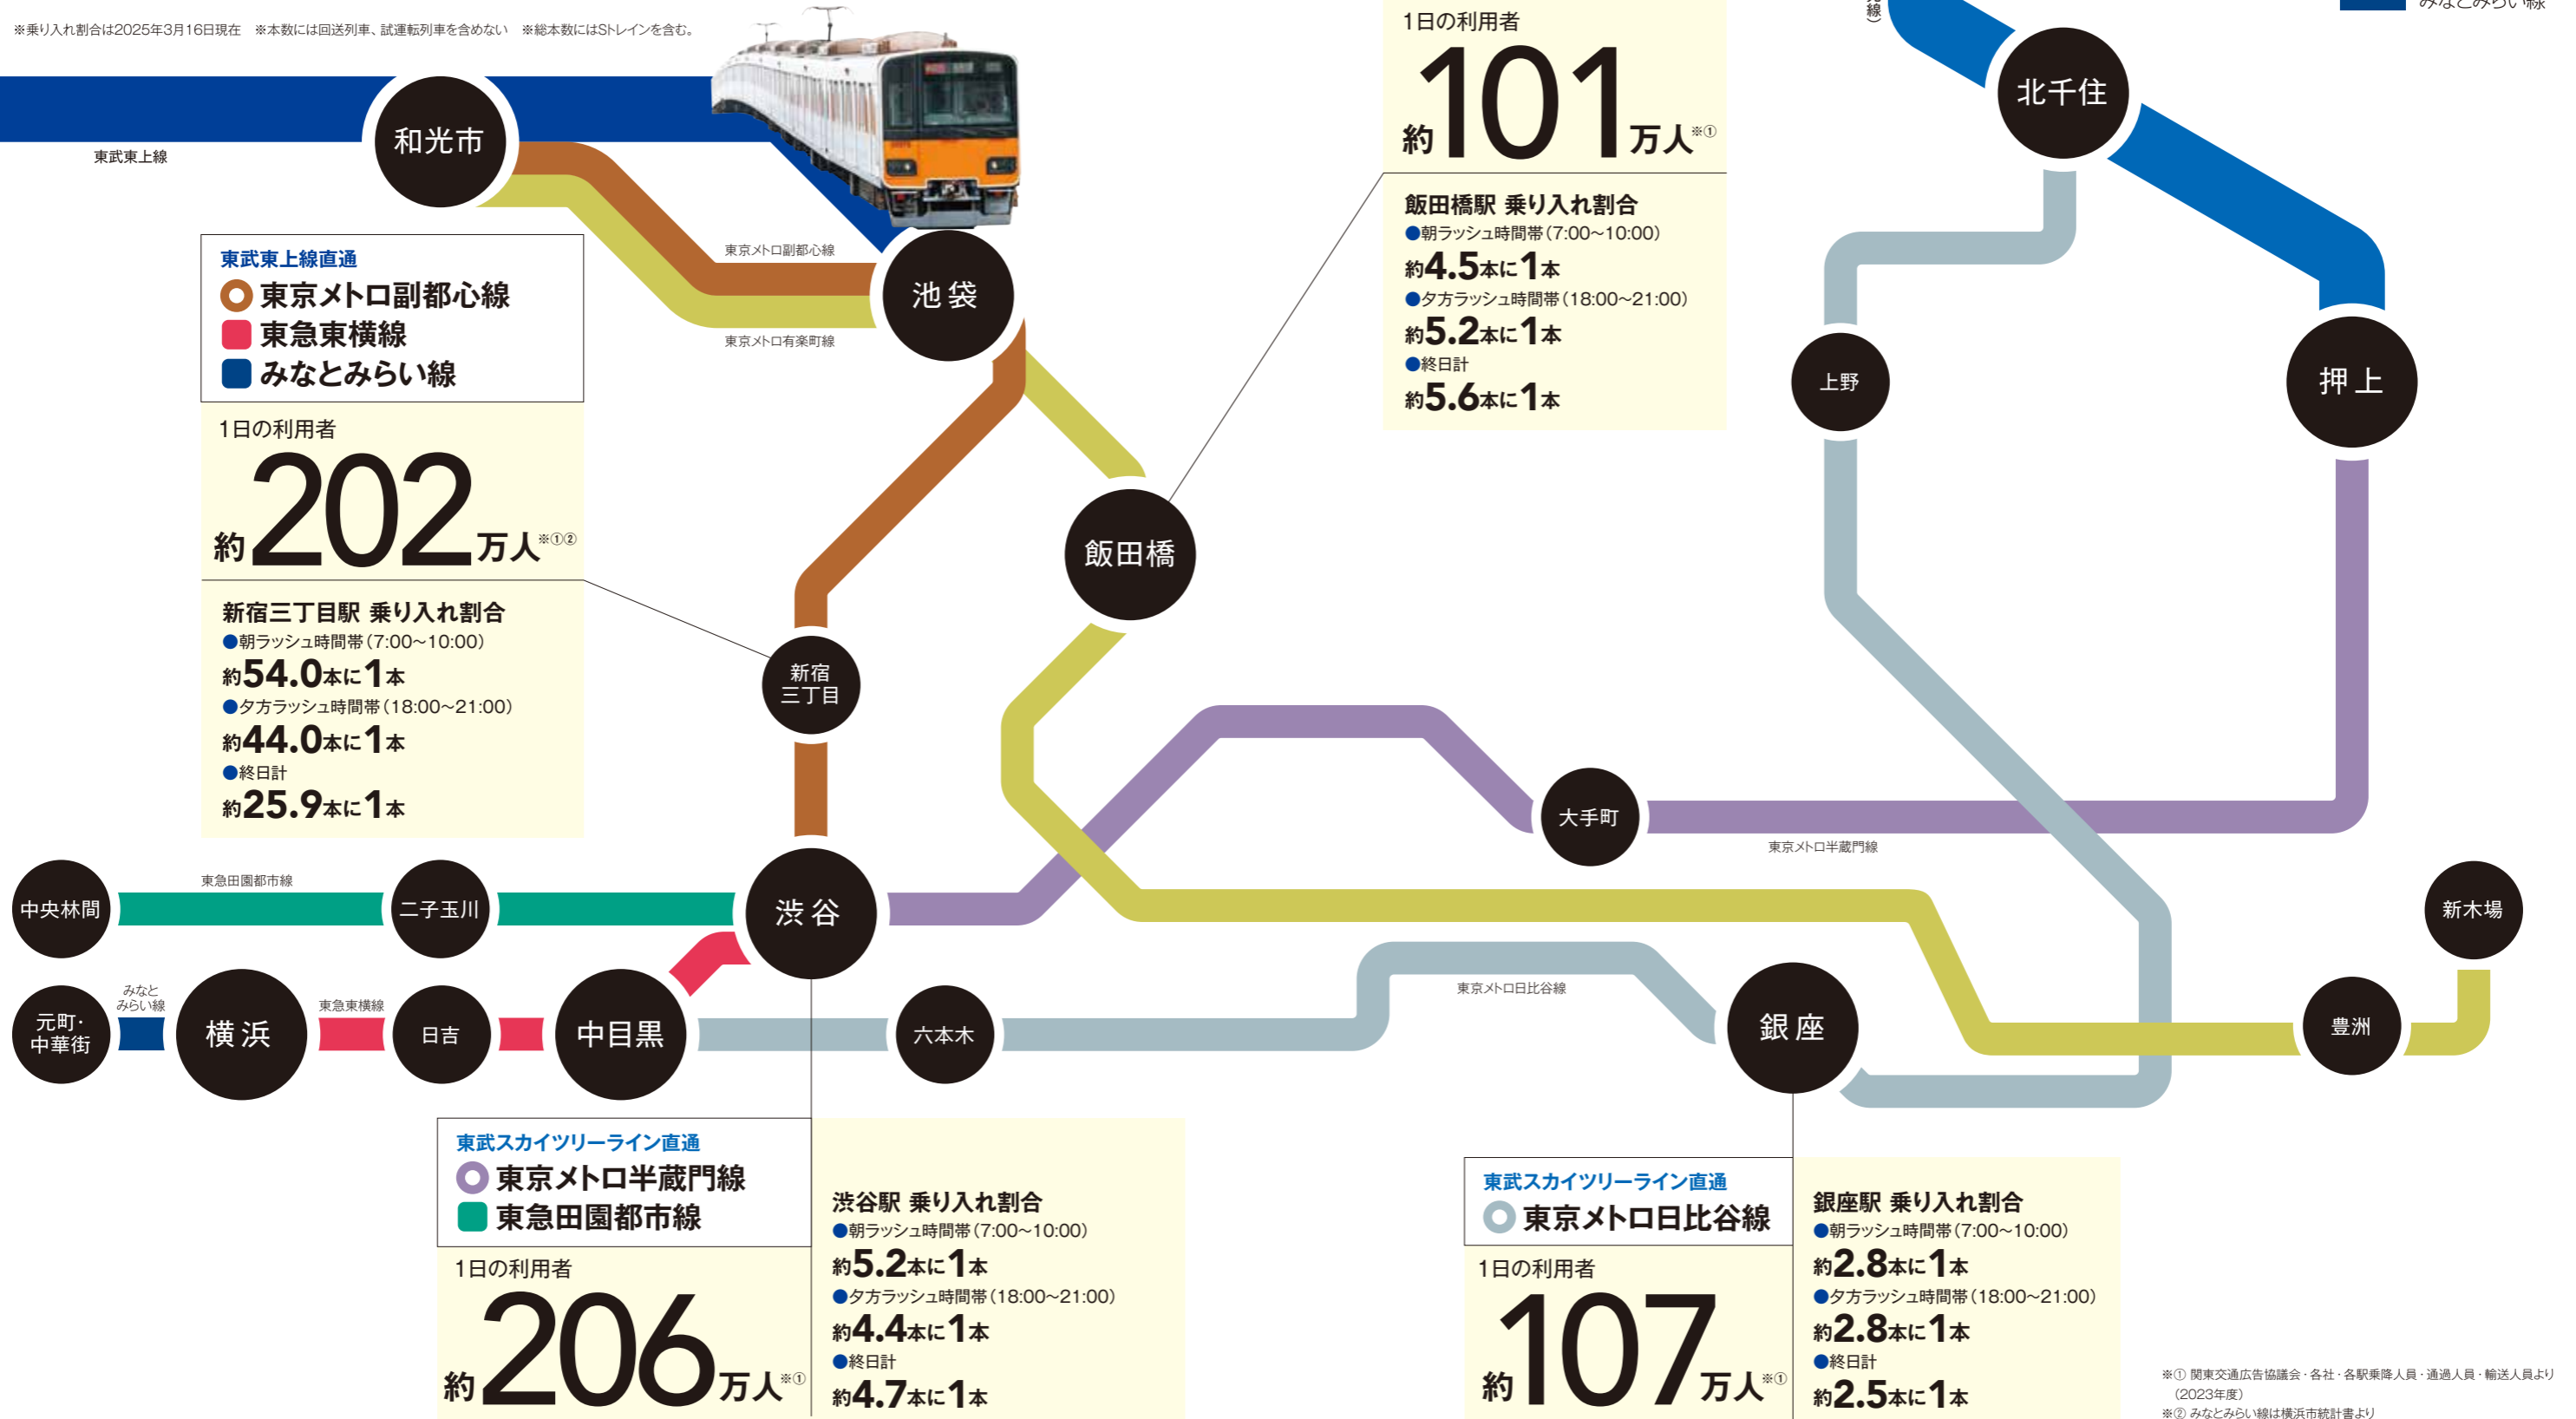 ※乗り入れ割合は2025年3月16日現在　※本数には回送列車、試運転列車を含めない　※総本数にはSトレインを含む。
東武東上線
和光市
東京メトロ副都心線
東京メトロ有楽町線
池袋
東武東上線直通
東京メトロ副都心線
東急東横線
みなとみらい線
1日の利用者
約202万人※①②
新宿三丁目駅 乗り入れ割合
●朝ラッシュ時間帯（7:00～10:00）
約54.0本に1本
●夕方ラッシュ時間帯（18:00～21:00）
約44.0本に1本
●終日計
約25.9本に1本
1日の利用者
約101万人※①
飯田橋駅 乗り入れ割合
●朝ラッシュ時間帯（7:00～10:00）
約4.5本に1本
●夕方ラッシュ時間帯（18:00～21:00）
約5.2本に1本
●終日計
約5.6本に1本
線）
みなとみらい線
北千住
上野
押上
飯田橋
新宿
三丁目
大手町
東京メトロ半蔵門線
中央林間
東急田園都市線
二子玉川
渋谷
新木場
元町・
中華街
みなと
みらい線
横浜
東急東横線
日吉
中目黒
六本木
東京メトロ日比谷線
銀座
豊洲
東武スカイツリーライン直通
東京メトロ半蔵門線
東急田園都市線
1日の利用者
約206万人※①
渋谷駅 乗り入れ割合
●朝ラッシュ時間帯（7:00～10:00）
約5.2本に1本
●夕方ラッシュ時間帯（18:00～21:00）
約4.4本に1本
●終日計
約4.7本に1本
東武スカイツリーライン直通
東京メトロ日比谷線
1日の利用者
約107万人※①
銀座駅 乗り入れ割合
●朝ラッシュ時間帯（7:00～10:00）
約2.8本に1本
●夕方ラッシュ時間帯（18:00～21:00）
約2.8本に1本
●終日計
約2.5本に1本
※① 関東交通広告協議会・各社・各駅乗降人員・通過人員・輸送人員より
（2023年度）
※② みなとみらい線は横浜市統計書より